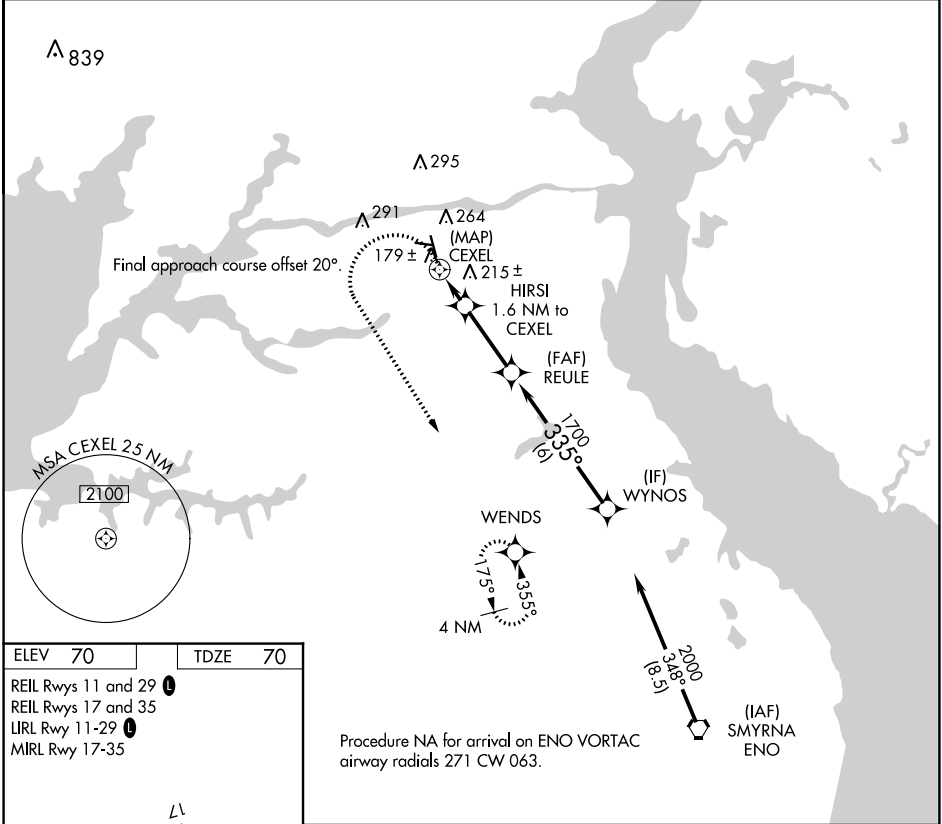 839
295
291
264
(MAP)
CEXEL
179 ±
215 ±
Final approach course offset 20°.
HIRSI
1.6 NM to
CEXEL
(FAF)
REULE
1700
335°
(6)
(IF)
WYNOS
MSA CEXEL 25 NM
2100
WENDS
175°
355°
4 NM
2000
348°
(8.5)
(IAF)
SMYRNA
ENO
ELEV 70
TDZE 70
REIL Rwys 11 and 29 L
REIL Rwys 17 and 35
LIRL Rwy 11-29 L
MIRL Rwy 17-35
Procedure NA for arrival on ENO VORTAC
airway radials 271 CW 063.
17